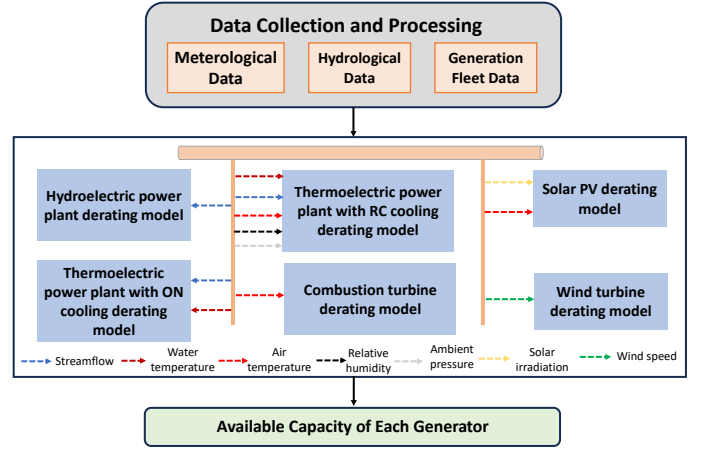 Data Collection and Processing
Meterological
Data
Hydrological
Data
Generation
Fleet Data
Hydroelectric power
plant derating model
Thermoelectric power
plant with RC cooling
derating model
Solar PV derating
model
Thermoelectric
power plant with ON
cooling derating model
Combustion turbine
derating model
Wind turbine
derating model
Streamflow
Water
temperature
Air
temperature
Relative
humidity
Ambient
pressure
Solar
irradiation
Wind speed
Available Capacity of Each Generator